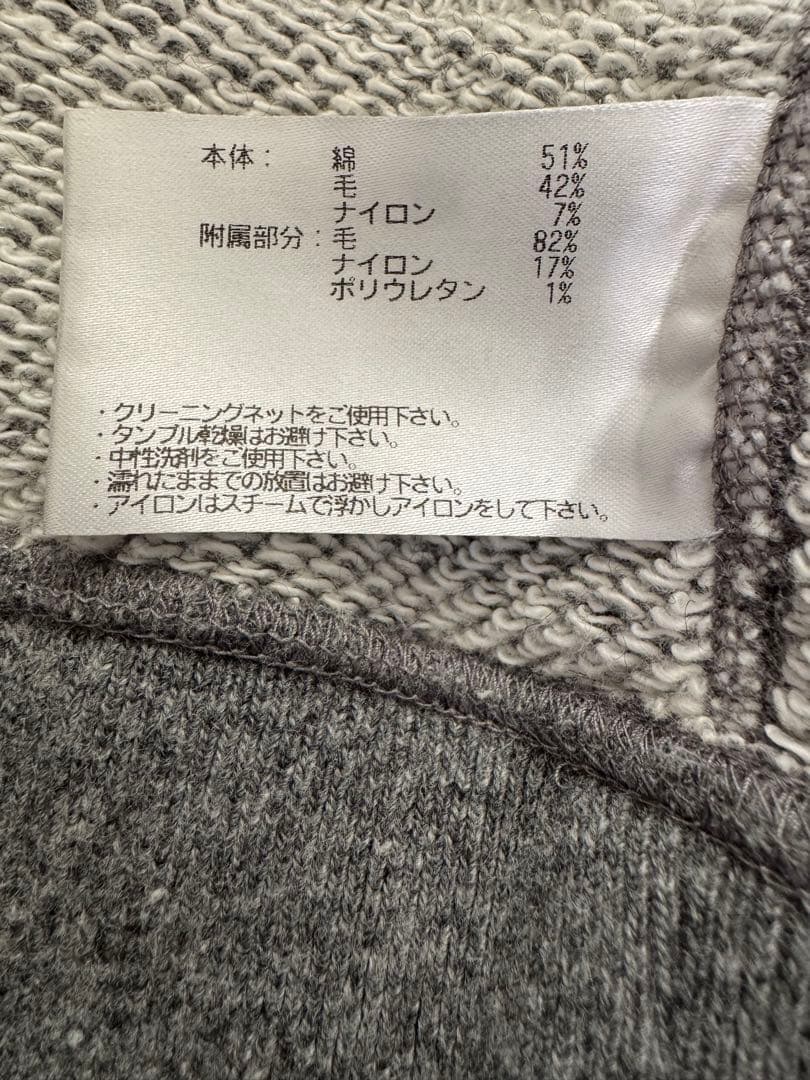 本体： 綿 51%
毛 42%
ナイロン 7%
附属部分：毛 82%
ナイロン 17%
ポリウレタン 1%
・クリーニングネットをご使用下さい。
・タンブル乾燥はお避け下さい。
・中性洗剤をご使用下さい。
・濡れたままでの放置はお避け下さい。
・アイロンはスチームで浮かしアイロンをして下さい。